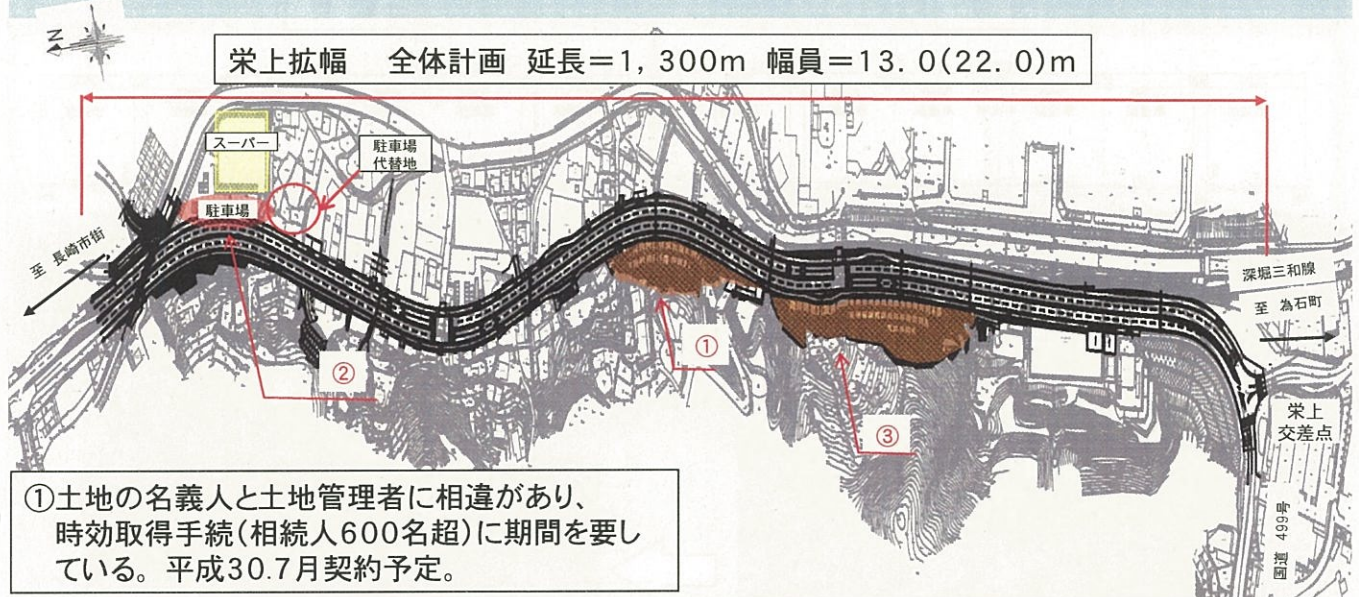 N
栄上拡幅 全体計画 延長=1,300m 幅員=13.0(22.0)m
スーパー
駐車場
代替地
駐車場
至 長崎市街
深堀三和線
至 為石町
①
②
③
栄上
交差点
国道 499号
①土地の名義人と土地管理者に相違があり、
時効取得手続(相続人600名超)に期間を要し
ている。平成30.7月契約予定。